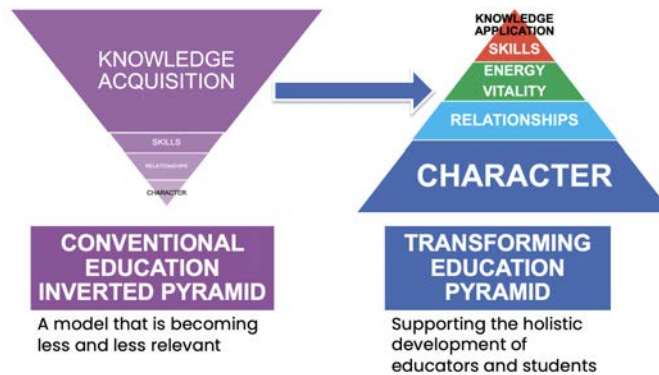 KNOWLEDGE
ACQUISITION
SKILLS
RELATIONSHIPS
CHARACTER
CONVENTIONAL
EDUCATION
INVERTED PYRAMID
A model that is becoming
less and less relevant
KNOWLEDGE
APPLICATION
SKILLS
ENERGY
VITALITY
RELATIONSHIPS
CHARACTER
TRANSFORMING
EDUCATION
PYRAMID
Supporting the holistic
development of
educators and students